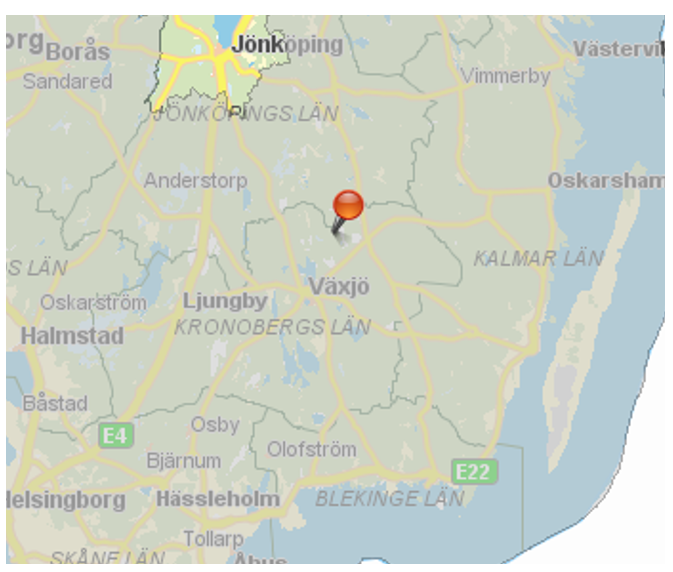 org
Borås
Jönköping
Västervi
Sandared
Vimmerby
JÖNKÖPINGS LÄN
Anderstorp
Oskarsham
S LÄN
KALMAR LÄN
Växjö
Oskarström
Ljungby
KRONOBERGS LÄN
Halmstad
Båstad
Osby
E4
Olofström
Bjärnum
E22
Helsingborg
Hässleholm
BLEKINGE LÄN
Tollarp
SKÅNE LÄN
Åhus